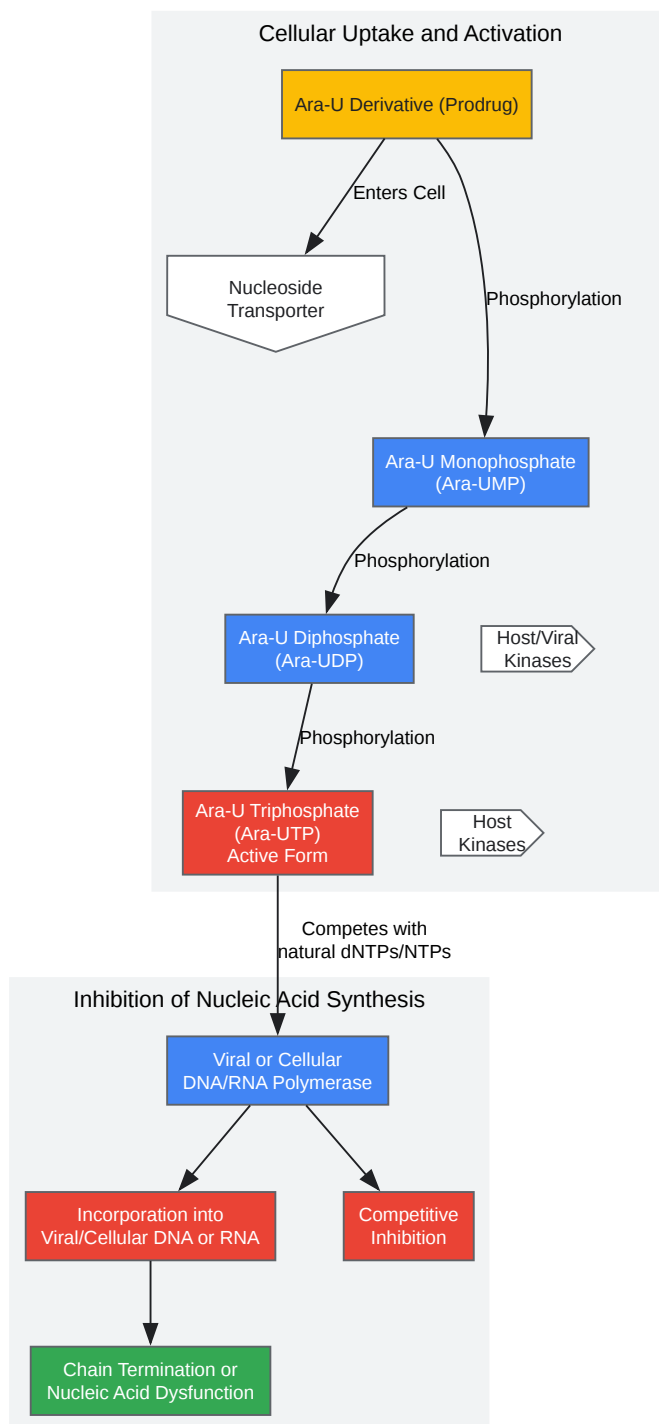 Cellular Uptake and Activation
Ara-U Derivative (Prodrug)
Enters Cell
Nucleoside
Transporter
Phosphorylation
Ara-U Monophosphate
(Ara-UMP)
Phosphorylation
Ara-U Diphosphate
(Ara-UDP)
Host/Viral
Kinases
Phosphorylation
Ara-U Triphosphate
(Ara-UTP)
Active Form
Host
Kinases
Competes with
natural dNTPs/NTPs
Inhibition of Nucleic Acid Synthesis
Viral or Cellular
DNA/RNA Polymerase
Incorporation into
Viral/Cellular DNA or RNA
Competitive
Inhibition
Chain Termination or
Nucleic Acid Dysfunction